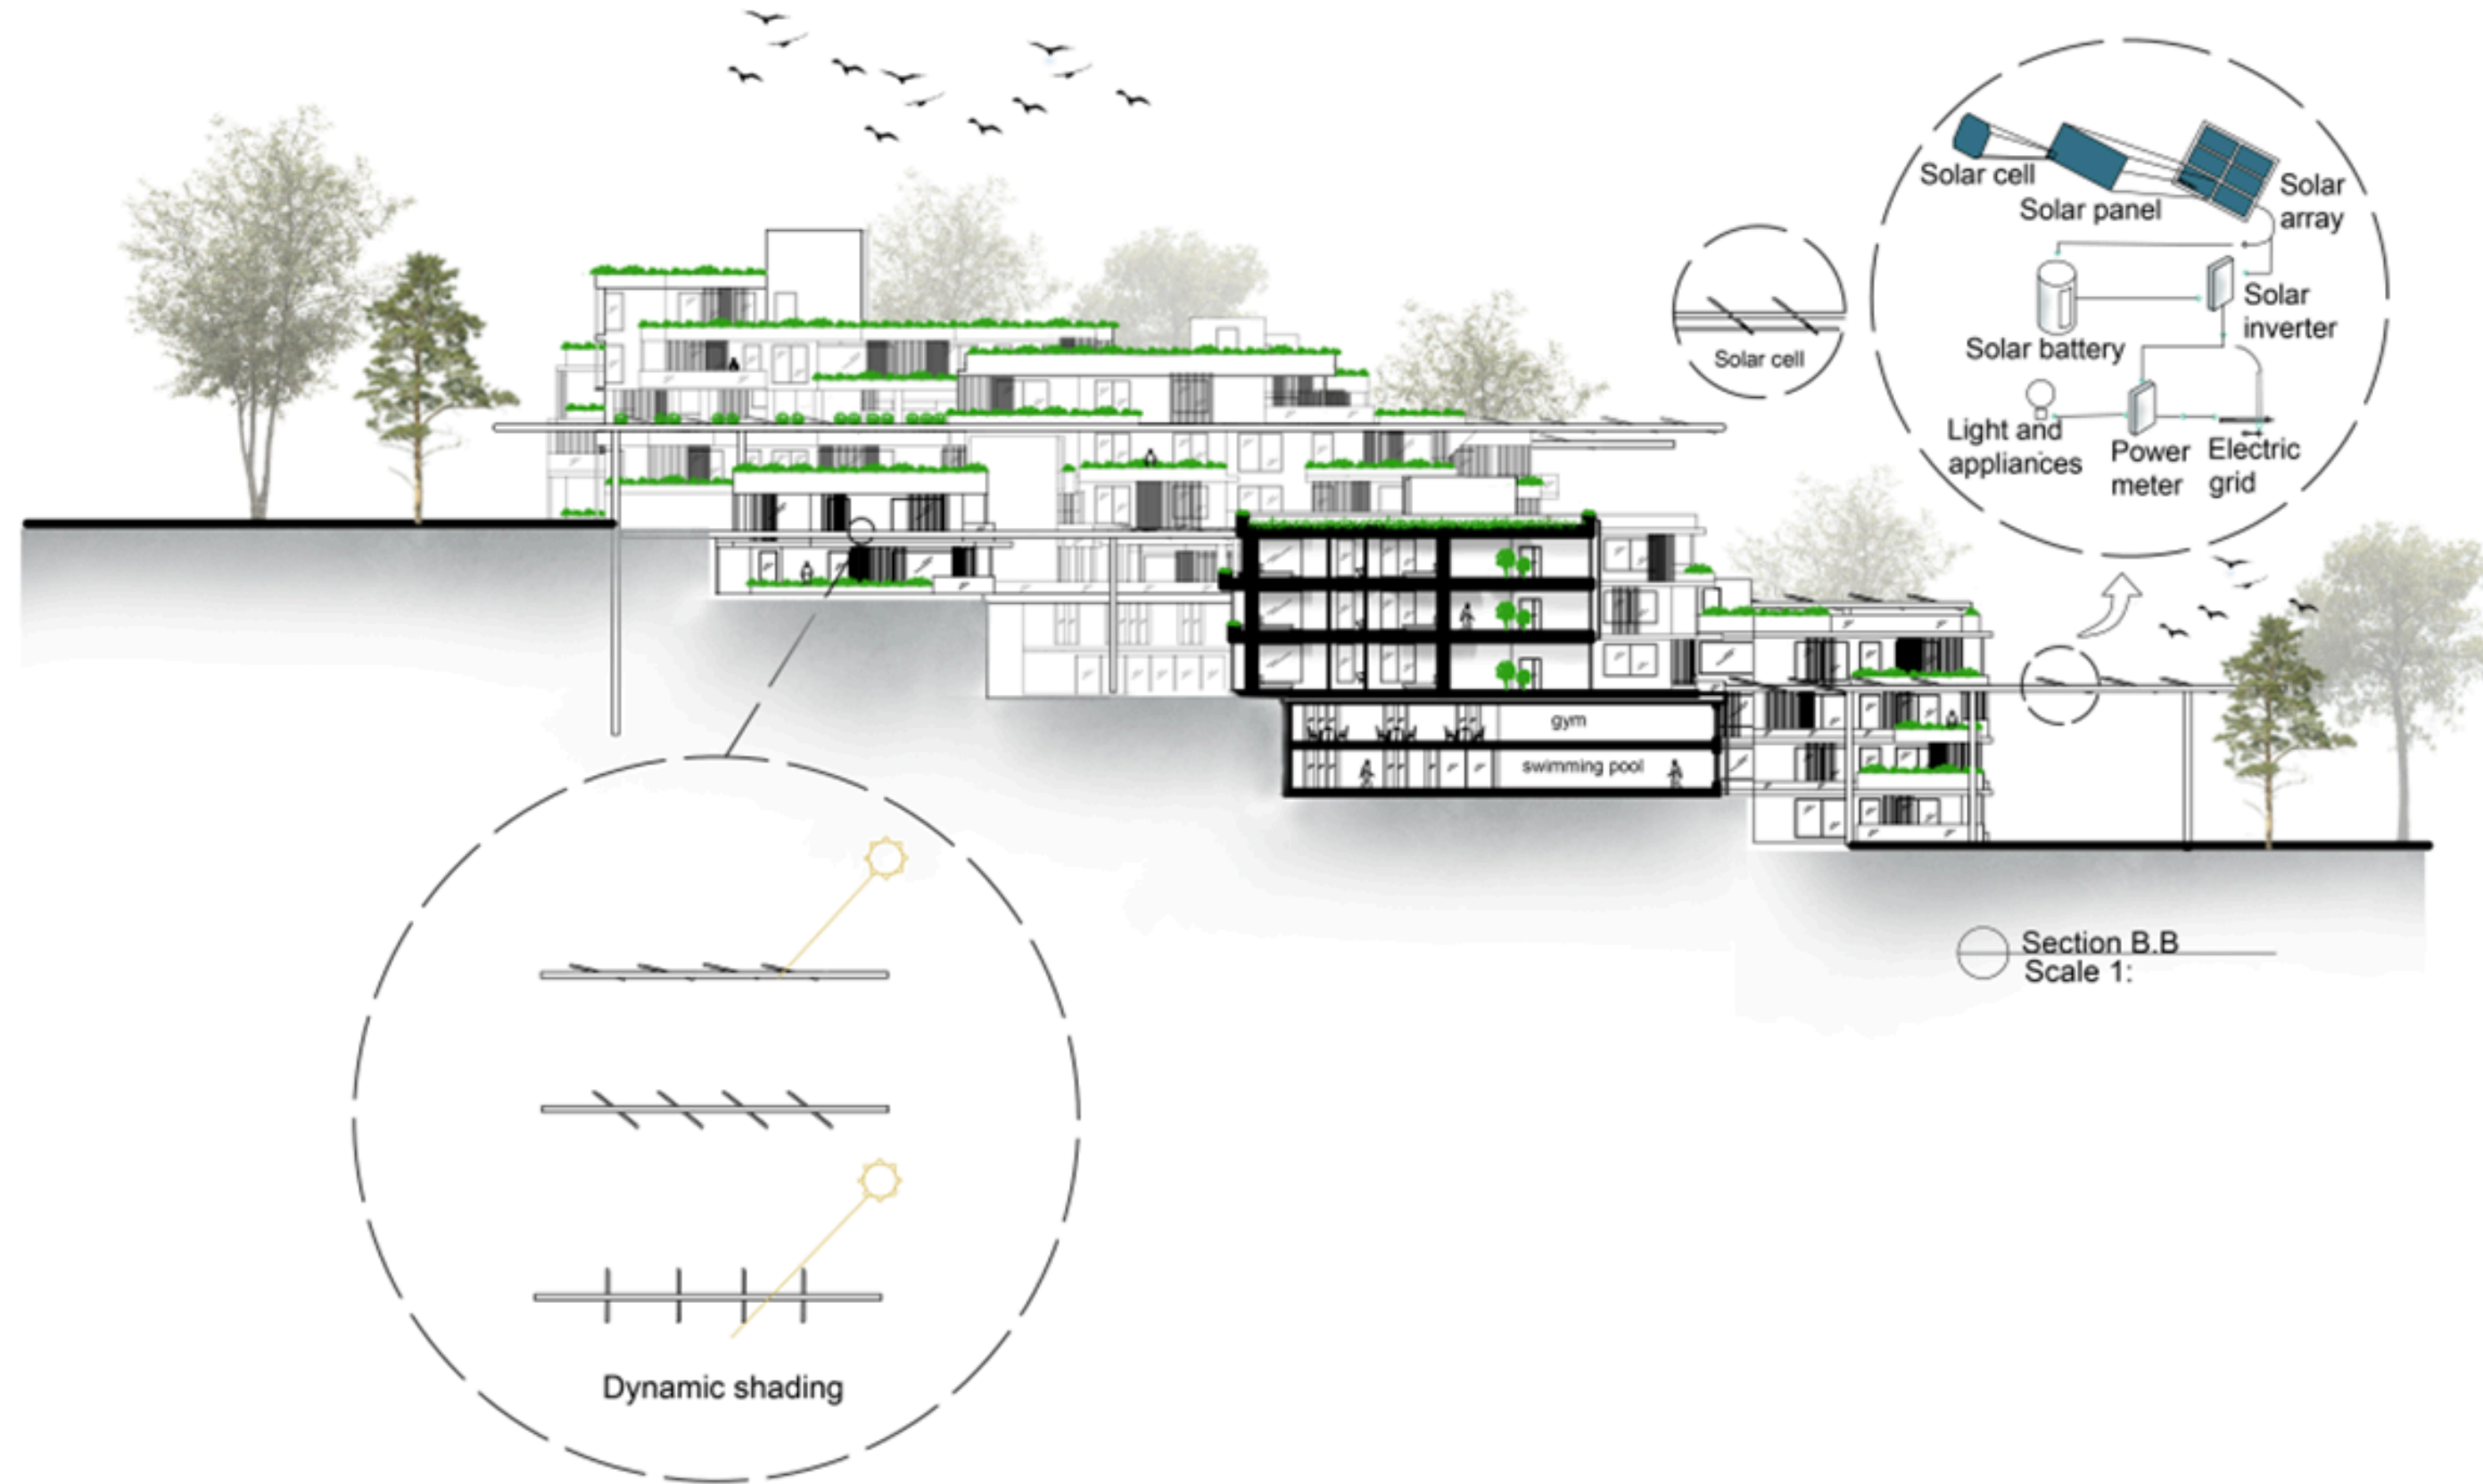 Solar cell
Solar panel
Solar
array
Solar
inverter
Solar battery
Light and
appliances
Power
meter
Electric
grid
Solar cell
gym
swimming pool
Section B.B
Scale 1:
Dynamic shading